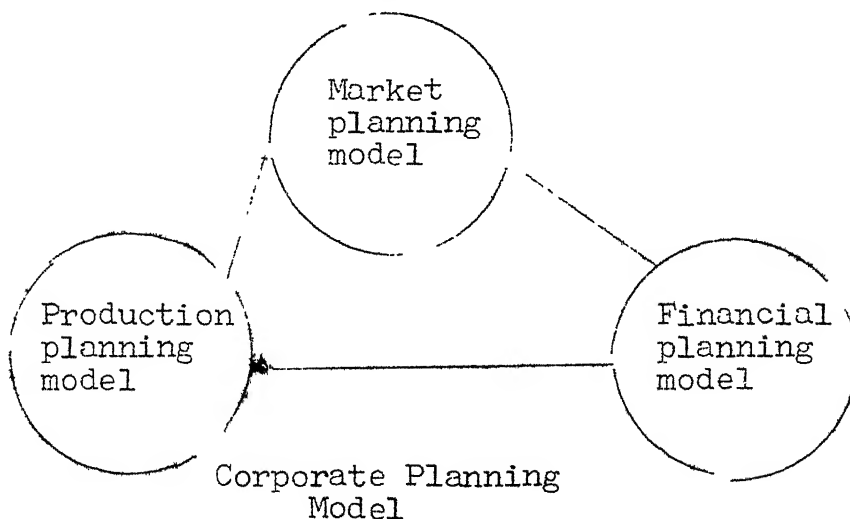 Market
planning
model
Production
planning
model
Financial
planning
model
Corporate Planning
Model